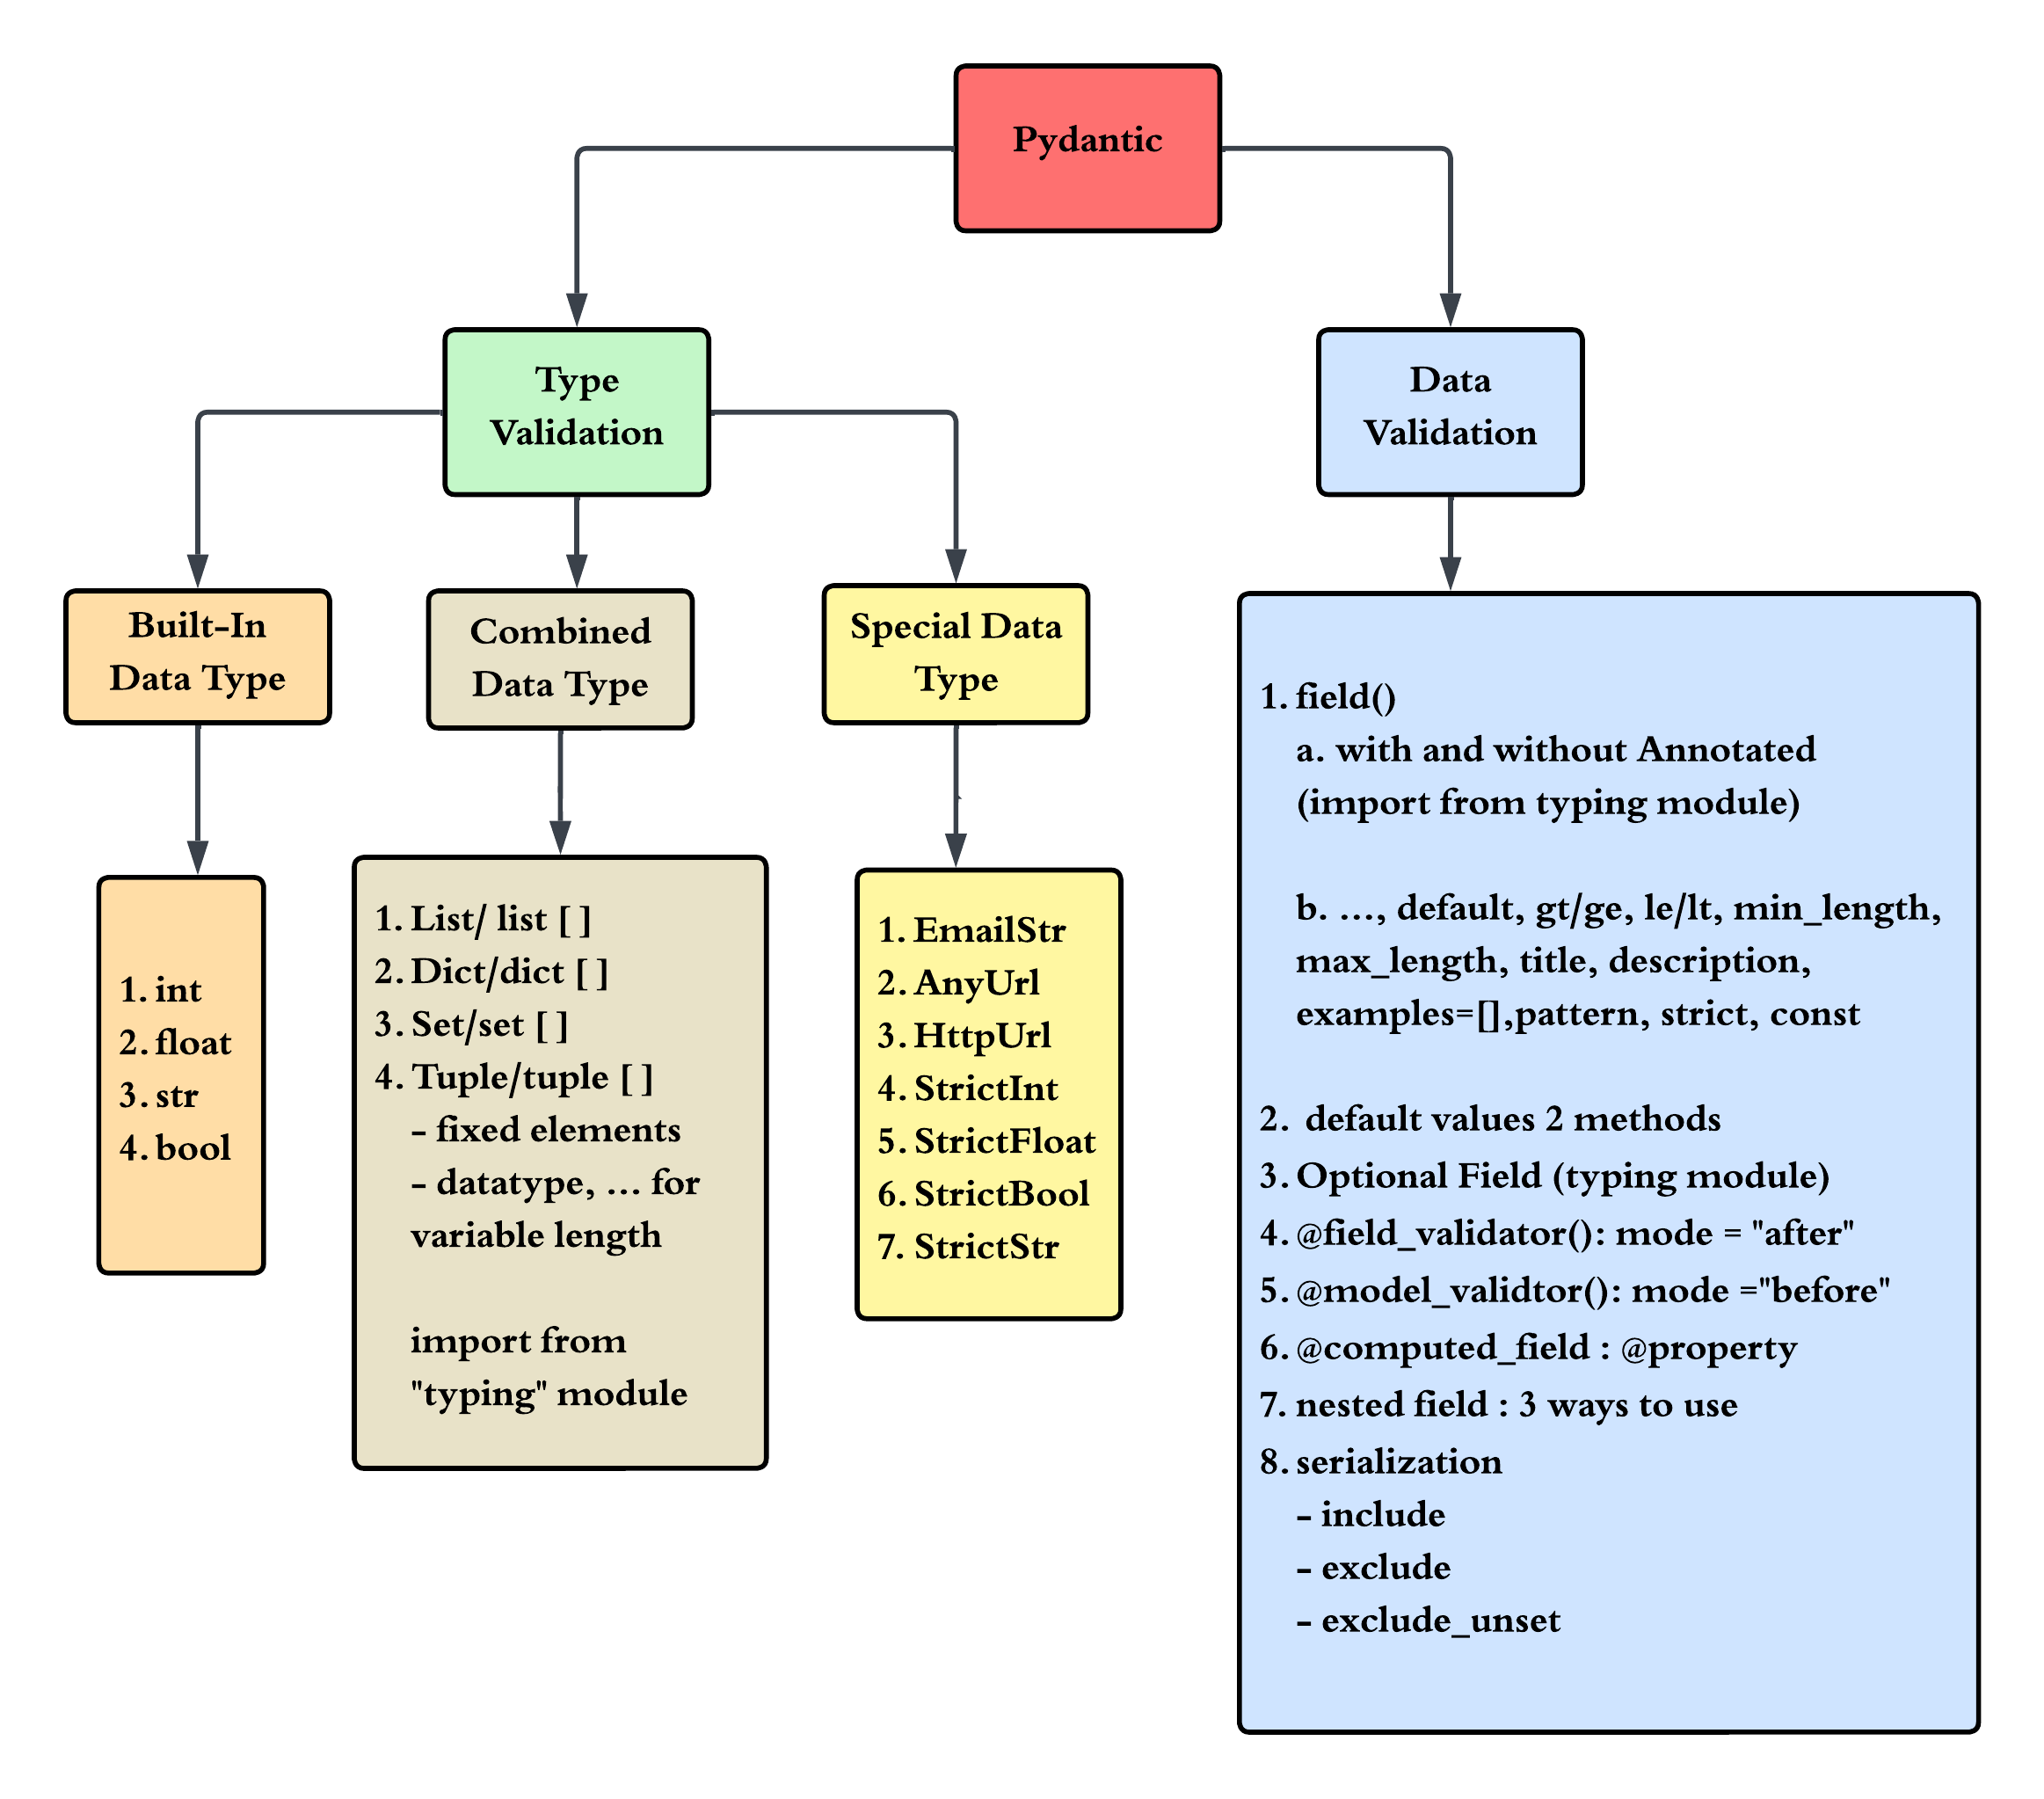 Pydantic
Type
Validation
Data
Validation
Built-In
Data Type
Combined
Data Type
Special Data
Type
1. int
2. float
3. str
4. bool
1. List/ list [ ]
2. Dict/dict [ ]
3. Set/set [ ]
4. Tuple/tuple [ ]
- fixed elements
- datatype, ... for
variable length
import from
"typing" module
1. EmailStr
2. AnyUrl
3. HttpUrl
4. StrictInt
5. StrictFloat
6. StrictBool
7. StrictStr
1. field()
a. with and without Annotated
(import from typing module)
b. ..., default, gt/ge, le/lt, min_length,
max_length, title, description,
examples=[],pattern, strict, const
2. default values 2 methods
3. Optional Field (typing module)
4. @field_validator(): mode = "after"
5. @model_validtor(): mode ="before"
6. @computed_field : @property
7. nested field : 3 ways to use
8. serialization
- include
- exclude
- exclude_unset